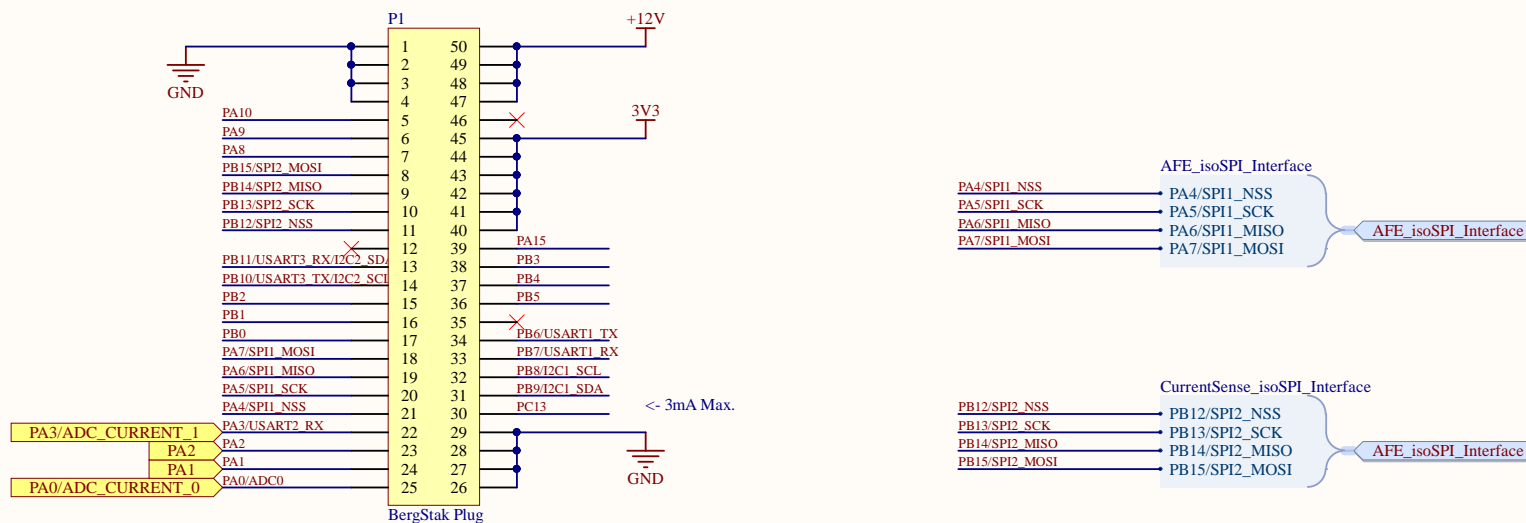 P1
+12V
GND
1 50
2 49
3 48
4 47
3V3
PA10 5 46
PA9 6 45
PA8 7 44
PB15/SPI2_MOSI 8 43
PB14/SPI2_MISO 9 42
PB13/SPI2_SCK 10 41
PB12/SPI2_NSS 11 40
12 39 PA15
PB11/USART3_RX/I2C2_SDA 13 38 PB3
PB10/USART3_TX/I2C2_SCL 14 37 PB4
PB2 15 36 PB5
PB1 16 35
PB0 17 34 PB6/USART1_TX
PA7/SPI1_MOSI 18 33 PB7/USART1_RX
PA6/SPI1_MISO 19 32 PB8/I2C1_SCL
PA5/SPI1_SCK 20 31 PB9/I2C1_SDA
PA4/SPI1_NSS 21 30 PC13 <- 3mA Max.
PA3/ADC_CURRENT_1 PA3/USART2_RX 22 29
PA2 PA2 23 28
PA1 PA1 24 27
PA0/ADC_CURRENT_0 PA0/ADC0 25 26
GND
BergStak Plug
AFE_isoSPI_Interface
PA4/SPI1_NSS PA4/SPI1_NSS
PA5/SPI1_SCK PA5/SPI1_SCK
PA6/SPI1_MISO PA6/SPI1_MISO
PA7/SPI1_MOSI PA7/SPI1_MOSI
AFE_isoSPI_Interface
CurrentSense_isoSPI_Interface
PB12/SPI2_NSS PB12/SPI2_NSS
PB13/SPI2_SCK PB13/SPI2_SCK
PB14/SPI2_MISO PB14/SPI2_MISO
PB15/SPI2_MOSI PB15/SPI2_MOSI
AFE_isoSPI_Interface